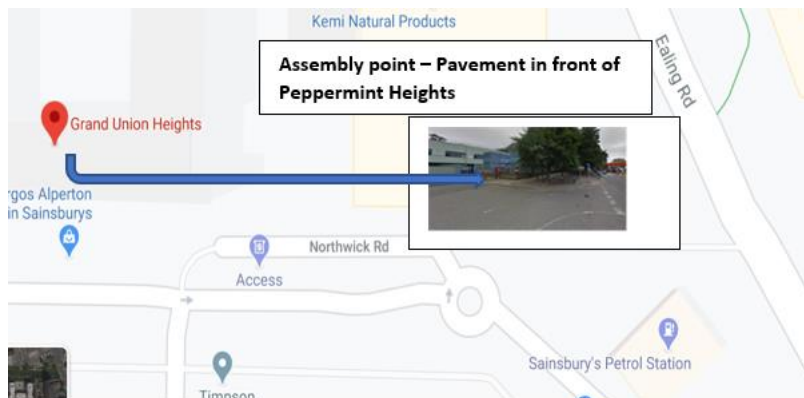 Kemi Natural Products
Assembly point – Pavement in front of
Peppermint Heights
Ealing Rd
Grand Union Heights
rgos Alperton
in Sainsburys
Northwick Rd
Access
Sainsbury's Petrol Station
Timpson